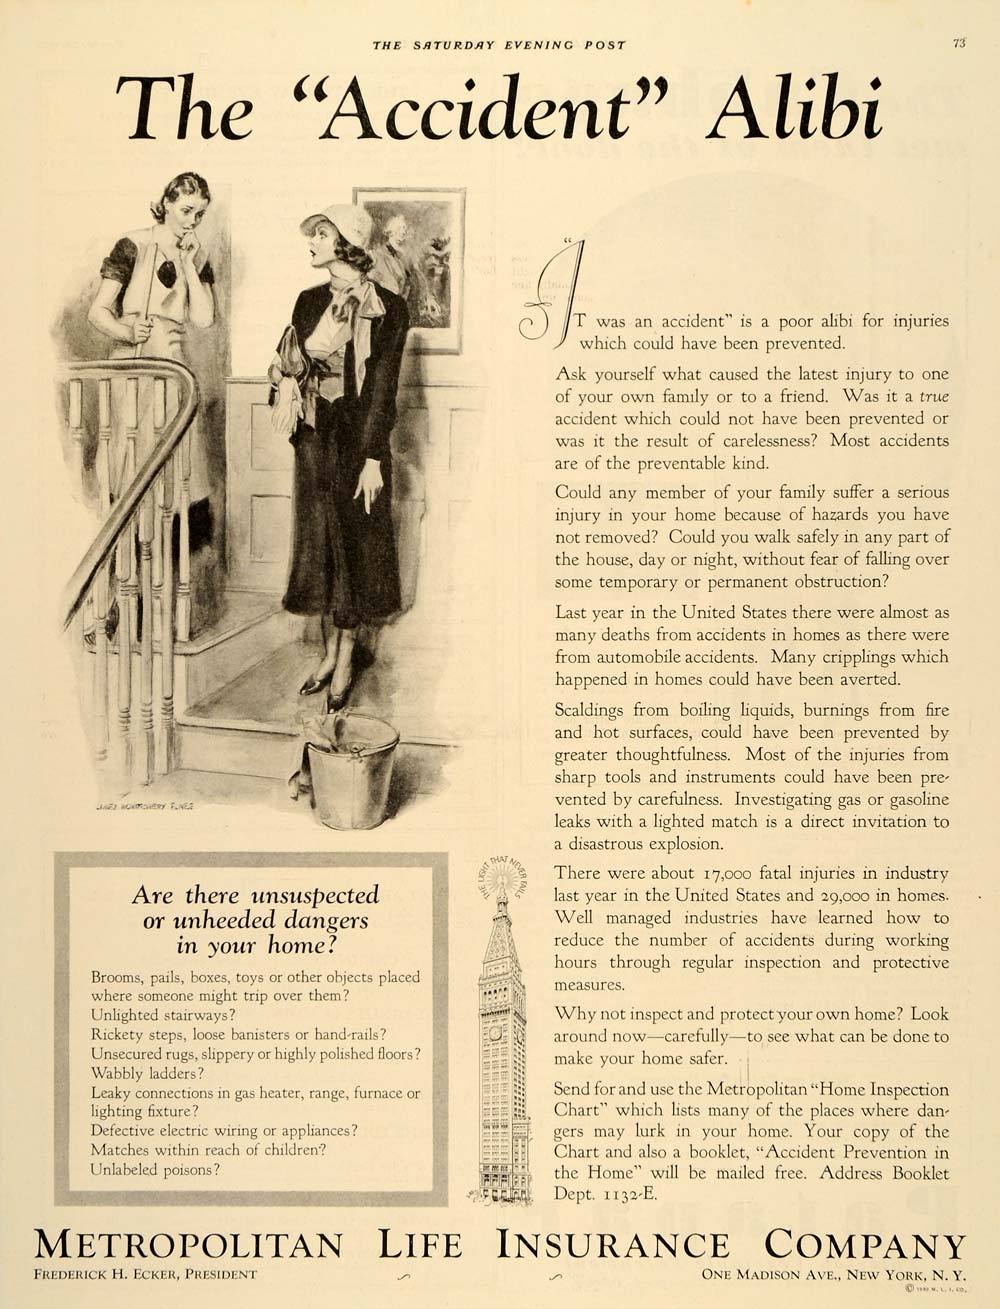 THE SATURDAY EVENING POST
73
The “Accident” Alibi
“IT was an accident” is a poor alibi for injuries
which could have been prevented.
Ask yourself what caused the latest injury to one
of your own family or to a friend. Was it a true
accident which could not have been prevented or
was it the result of carelessness? Most accidents
are of the preventable kind.
Could any member of your family suffer a serious
injury in your home because of hazards you have
not removed? Could you walk safely in any part of
the house, day or night, without fear of falling over
some temporary or permanent obstruction?
Last year in the United States there were almost as
many deaths from accidents in homes as there were
from automobile accidents. Many cripplings which
happened in homes could have been averted.
Scaldings from boiling liquids, burnings from fire
and hot surfaces, could have been prevented by
greater thoughtfulness. Most of the injuries from
sharp tools and instruments could have been pre-
vented by carefulness. Investigating gas or gasoline
leaks with a lighted match is a direct invitation to
a disastrous explosion.
There were about 17,000 fatal injuries in industry
last year in the United States and 29,000 in homes.
Well managed industries have learned how to
reduce the number of accidents during working
hours through regular inspection and protective
measures.
Why not inspect and protect your own home? Look
around now—carefully—to see what can be done to
make your home safer.
Send for and use the Metropolitan “Home Inspection
Chart” which lists many of the places where dan-
gers may lurk in your home. Your copy of the
Chart and also a booklet, “Accident Prevention in
the Home” will be mailed free. Address Booklet
Dept. 1132-E.
JAMES MONTGOMERY FLAGG
Are there unsuspected
or unheeded dangers
in your home?
Brooms, pails, boxes, toys or other objects placed
where someone might trip over them?
Unlighted stairways?
Rickety steps, loose banisters or hand-rails?
Unsecured rugs, slippery or highly polished floors?
Wabbly ladders?
Leaky connections in gas heater, range, furnace or
lighting fixture?
Defective electric wiring or appliances?
Matches within reach of children?
Unlabeled poisons?
THE LIGHT THAT NEVER FAILS
METROPOLITAN LIFE INSURANCE COMPANY
FREDERICK H. ECKER, PRESIDENT
ONE MADISON AVE., NEW YORK, N. Y.
M. L. I. CO.